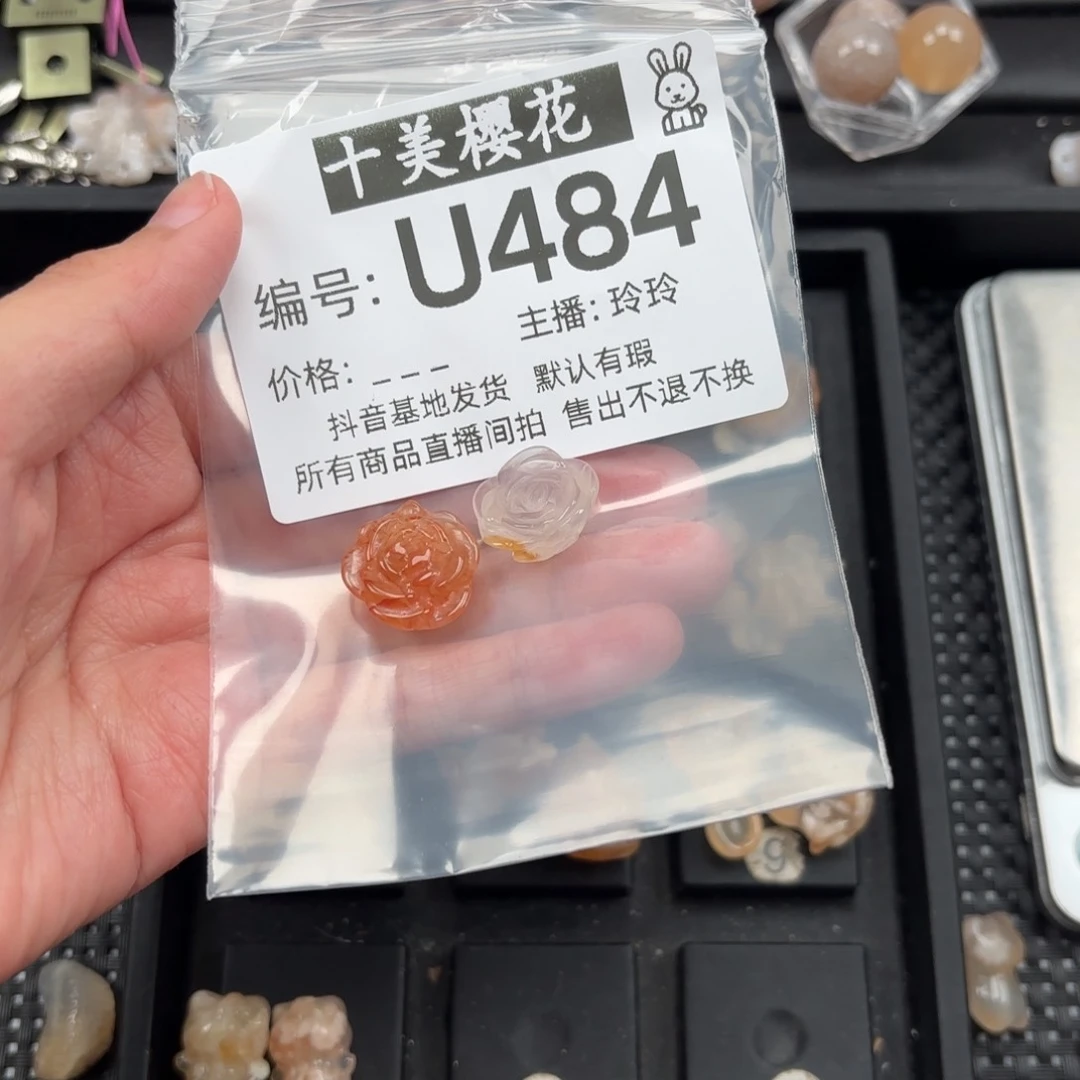 十美樱花
编号: U484
价格: ---
主播: 玲玲
抖音基地发货 默认有瑕
所有商品直播间拍 售出不退不换